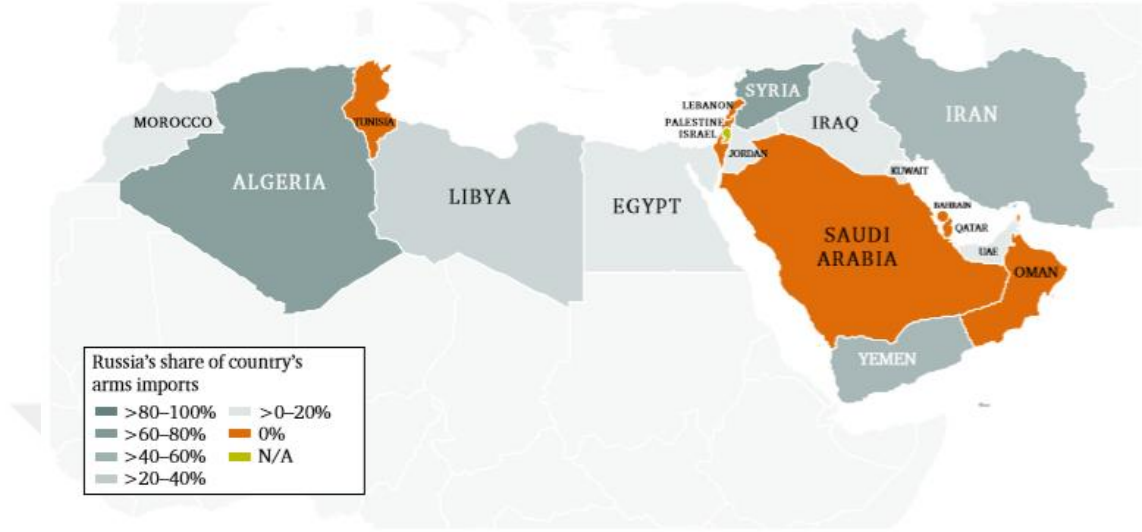 MOROCCO
ALGERIA
TUNISIA
LIBYA
EGYPT
LEBANON
PALESTINE
ISRAEL
SYRIA
JORDAN
IRAQ
IRAN
KUWAIT
BAHRAIN
QATAR
UAE
SAUDI
ARABIA
OMAN
YEMEN
Russia's share of country's
arms imports
>80–100%
>60–80%
>40–60%
>20–40%
>0–20%
0%
N/A